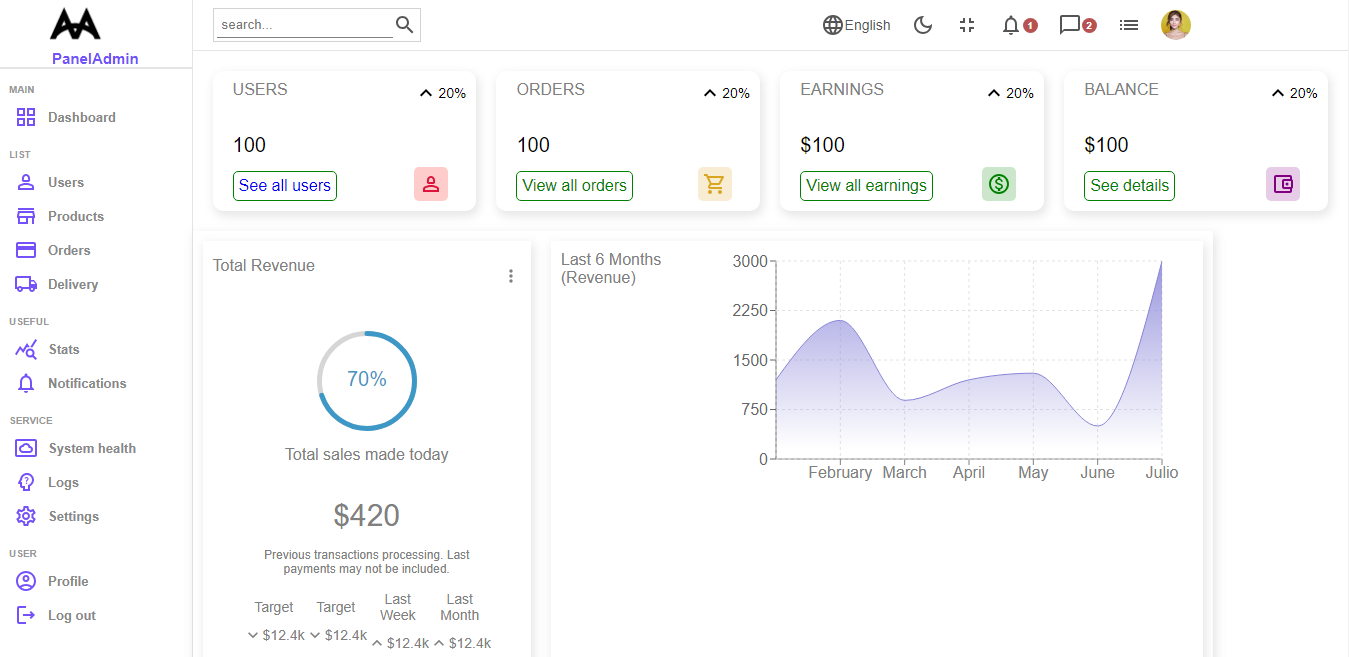 PanelAdmin
MAIN
Dashboard
LIST
Users
Products
Orders
Delivery
USEFUL
Stats
Notifications
SERVICE
System health
Logs
Settings
USER
Profile
Log out
search...
English
1
2
USERS
20%
100
See all users
ORDERS
20%
100
View all orders
EARNINGS
20%
$100
View all earnings
BALANCE
20%
$100
See details
Total Revenue
70%
Total sales made today
$420
Previous transactions processing. Last
payments may not be included.
Target
$12.4k
Target
$12.4k
Last
Week
$12.4k
Last
Month
$12.4k
Last 6 Months
(Revenue)
3000
2250
1500
750
0
February March April May June Julio